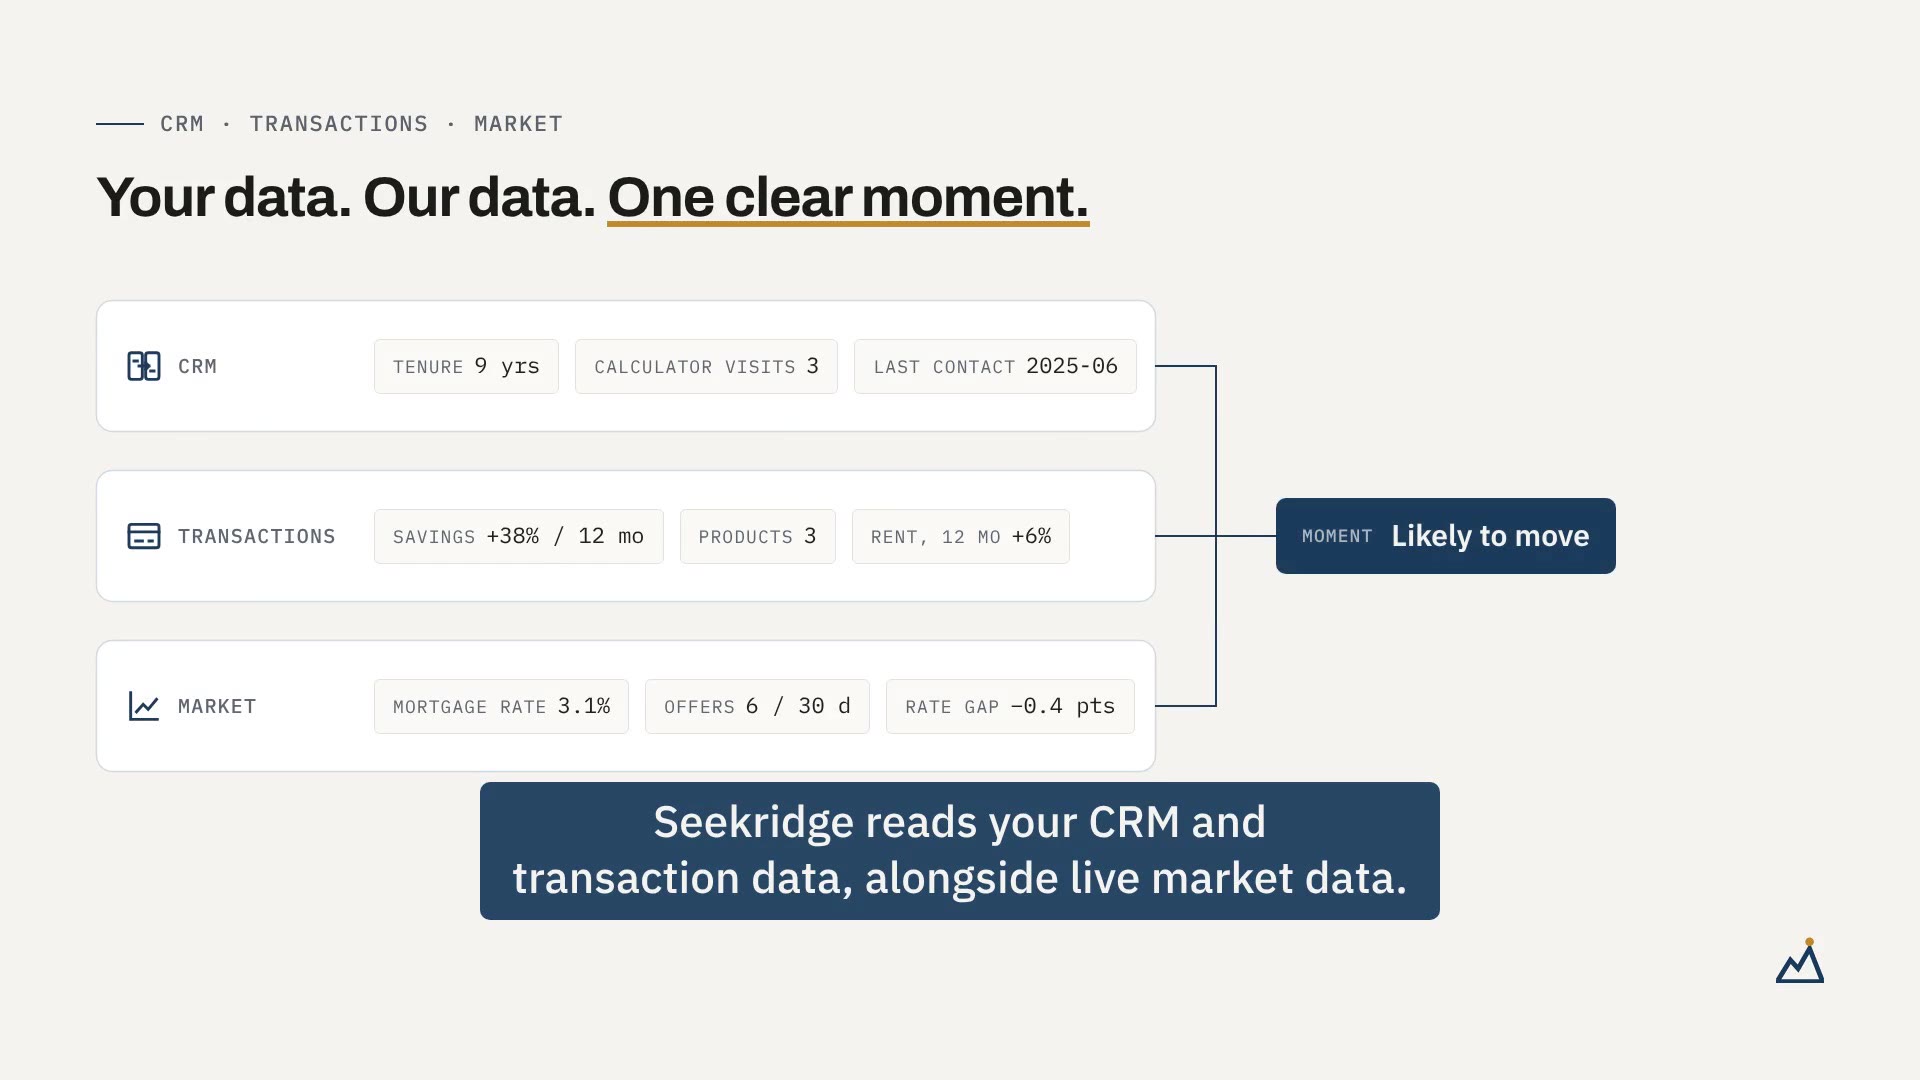 CRM · TRANSACTIONS · MARKET
Your data. Our data. One clear moment.
CRM TENURE 9 yrs CALCULATOR VISITS 3 LAST CONTACT 2025-06
TRANSACTIONS SAVINGS +38% / 12 mo PRODUCTS 3 RENT, 12 MO +6%
MOMENT Likely to move
MARKET MORTGAGE RATE 3.1% OFFERS 6 / 30 d RATE GAP −0.4 pts
Seekridge reads your CRM and
transaction data, alongside live market data.